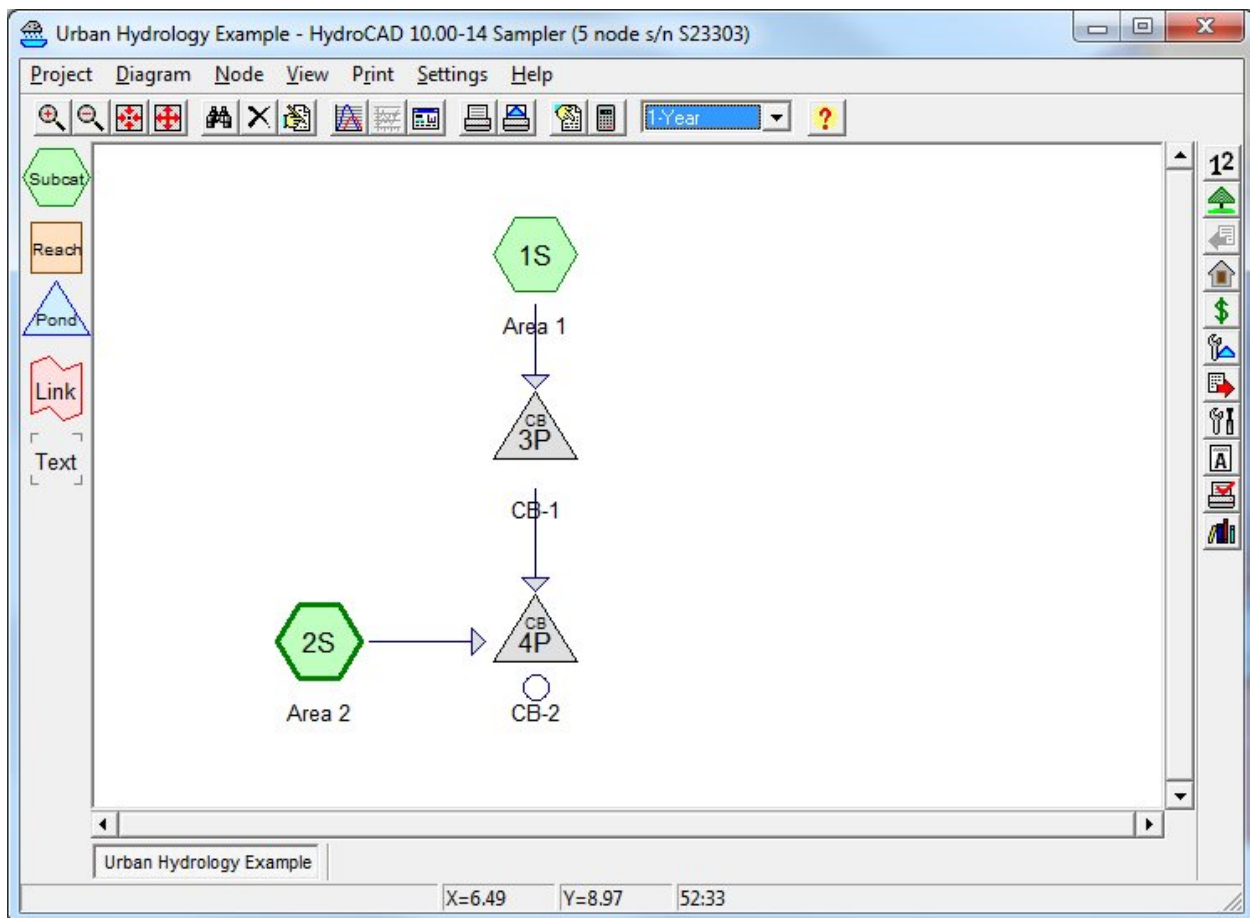 Urban Hydrology Example - HydroCAD 10.00-14 Sampler (5 node s/n S23303)
Project Diagram Node View Print Settings Help
1-Year
?
Subcat
Reach
Pond
Link
Text
12
$
A
1S
Area 1
CB
3P
CB-1
2S
Area 2
CB
4P
CB-2
Urban Hydrology Example
X=6.49 Y=8.97 52:33